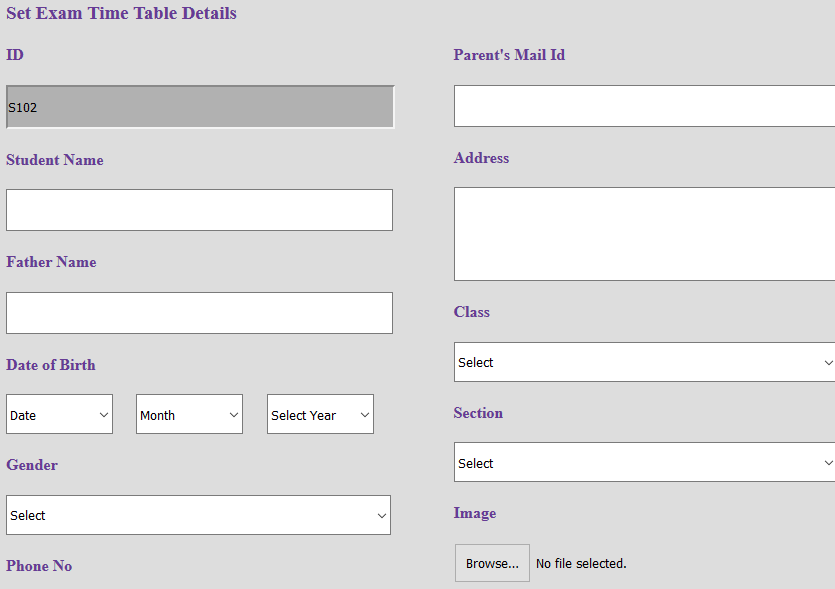 Set Exam Time Table Details
ID
S102
Student Name
Father Name
Date of Birth
Date Month Select Year
Gender
Select
Phone No
Parent's Mail Id
Address
Class
Select
Section
Select
Image
Browse... No file selected.